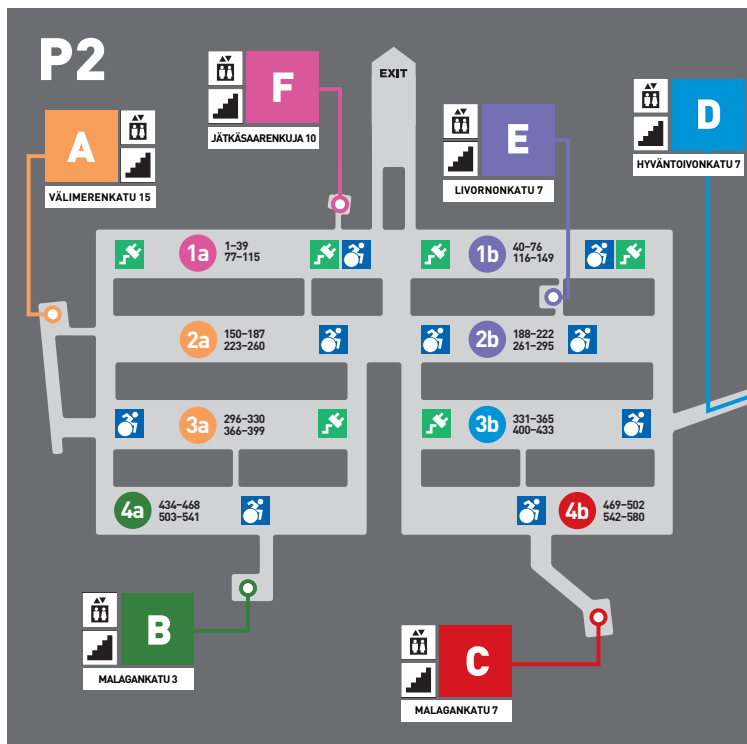 P2
EXIT
F
JÄTKÄSAARENKUJA 10
A
VÄLIMERENKATU 15
E
LIVORNONKATU 7
D
HYVÄNTOIVONKATU 7
1a
1–39
77–115
1b
40–76
116–149
2a
150–187
223–260
2b
188–222
261–295
3a
296–330
366–399
3b
331–365
400–433
4a
434–468
503–541
4b
469–502
542–580
B
MALAGANKATU 3
C
MALAGANKATU 7